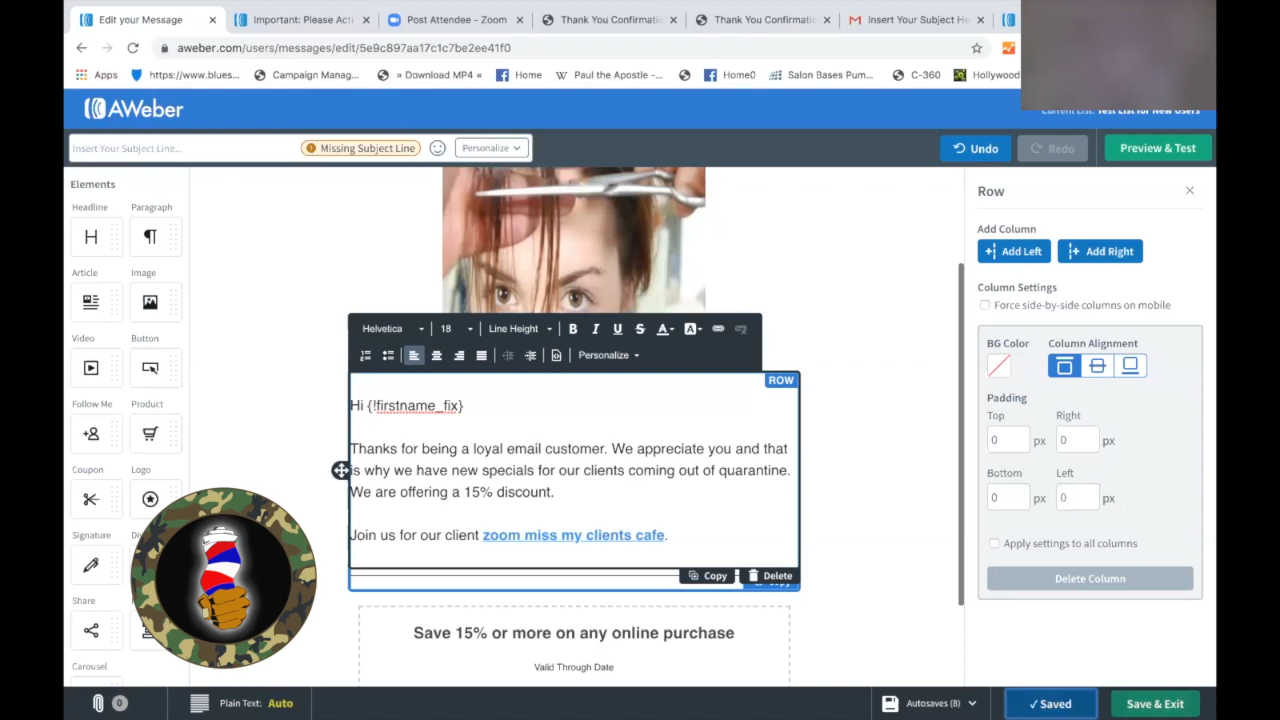 Edit your Message
Important: Please Acti
Post Attendee - Zoom
Thank You Confirmati
Thank You Confirmatio
Insert Your Subject He
aweber.com/users/messages/edit/5e9c897aa17c1c7be2ee41f0
Apps
https://www.blues...
Campaign Manag...
» Download MP4 «
Home
Paul the Apostle -...
Home0
Salon Bases Pum...
C-360
Hollywood
AWeber
Current List: Test List for New Users
Insert Your Subject Line...
Missing Subject Line
Personalize
Undo
Redo
Preview & Test
Elements
Headline
Paragraph
Article
Image
Video
Button
Follow Me
Product
Coupon
Logo
Signature
Share
Carousel
Helvetica
18
Line Height
B I U S A A
Personalize
ROW
Hi {!firstname_fix}
Thanks for being a loyal email customer. We appreciate you and that
is why we have new specials for our clients coming out of quarantine.
We are offering a 15% discount.
Join us for our client zoom miss my clients cafe.
Copy
Delete
Save 15% or more on any online purchase
Valid Through Date
Row
Add Column
Add Left
Add Right
Column Settings
Force side-by-side columns on mobile
BG Color
Column Alignment
Padding
Top
Right
0 px
0 px
Bottom
Left
0 px
0 px
Apply settings to all columns
Delete Column
0
Plain Text: Auto
Autosaves (8)
✓ Saved
Save & Exit